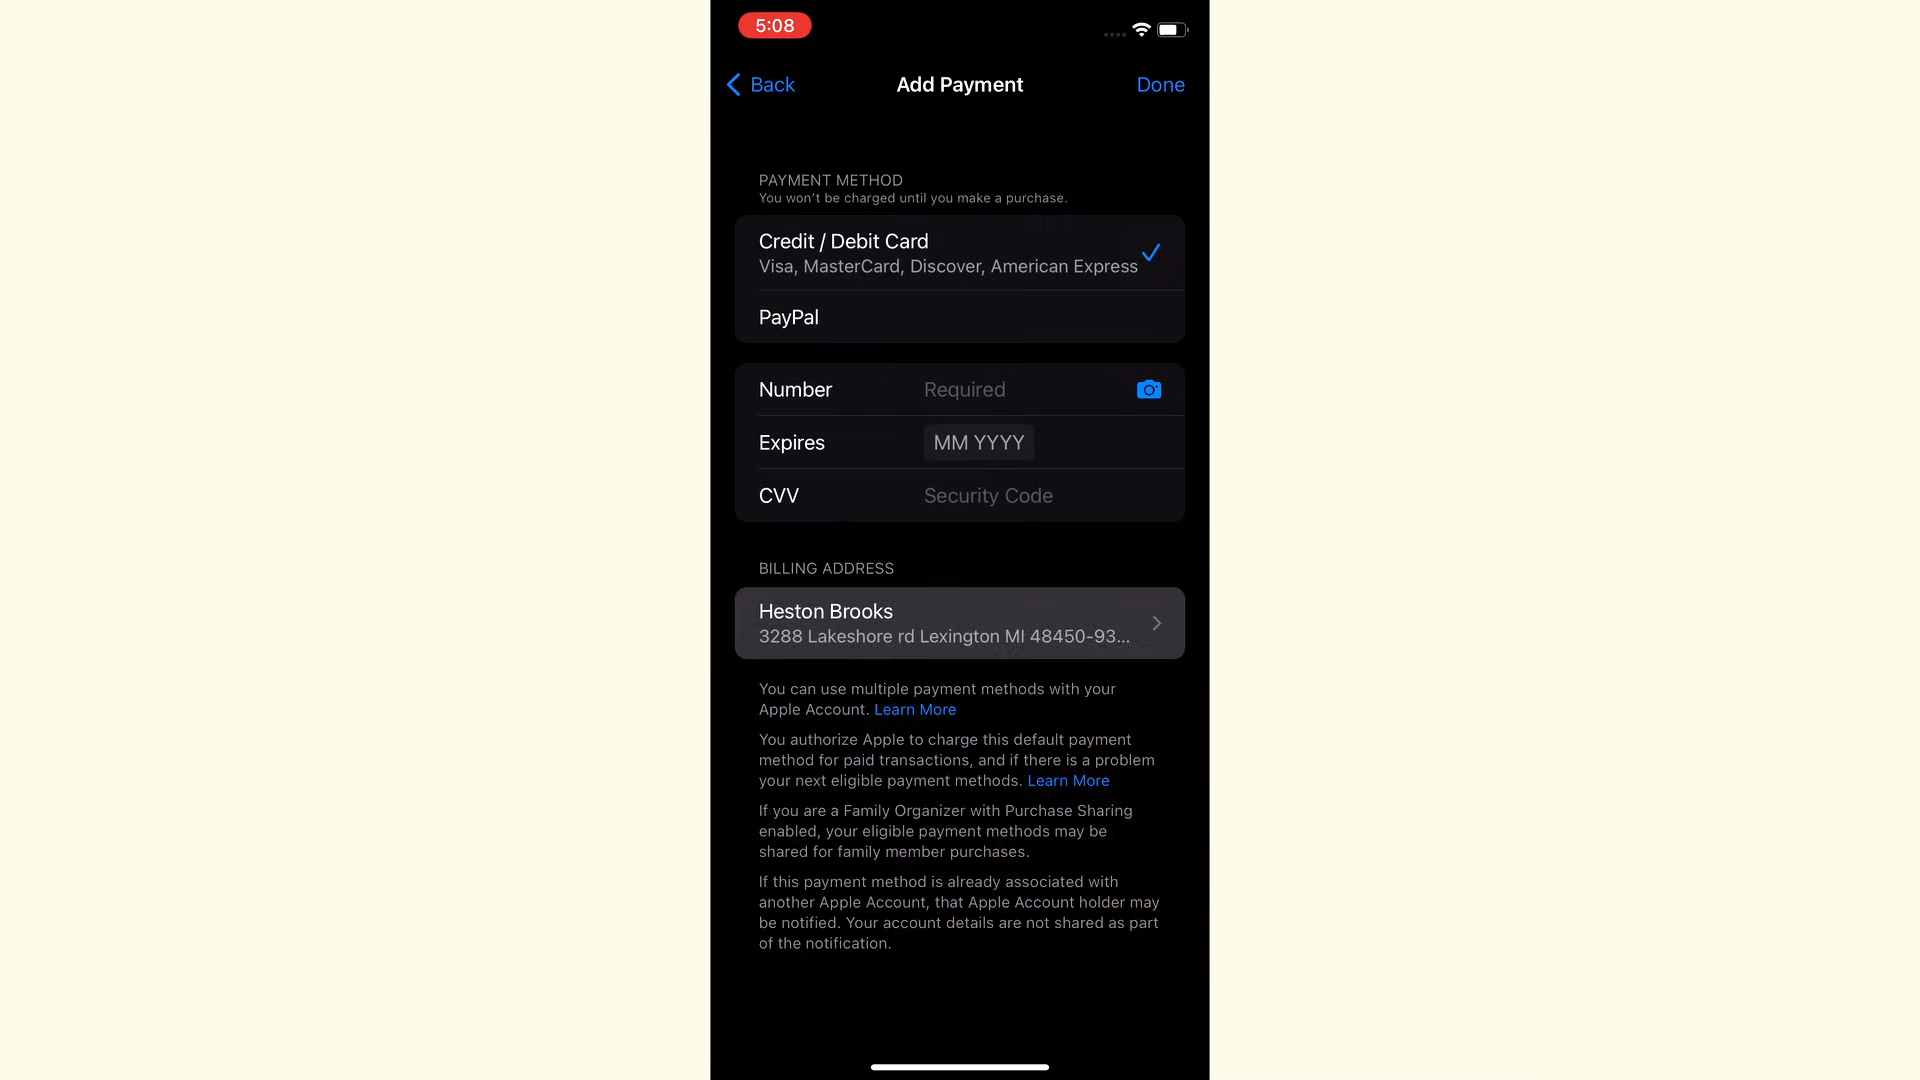 5:08
Back
Add Payment
Done
PAYMENT METHOD
You won't be charged until you make a purchase.
Credit / Debit Card
Visa, MasterCard, Discover, American Express
PayPal
Number Required
Expires MM YYYY
CVV Security Code
BILLING ADDRESS
Heston Brooks
3288 Lakeshore rd Lexington MI 48450-93...
You can use multiple payment methods with your
Apple Account. Learn More
You authorize Apple to charge this default payment
method for paid transactions, and if there is a problem
your next eligible payment methods. Learn More
If you are a Family Organizer with Purchase Sharing
enabled, your eligible payment methods may be
shared for family member purchases.
If this payment method is already associated with
another Apple Account, that Apple Account holder may
be notified. Your account details are not shared as part
of the notification.